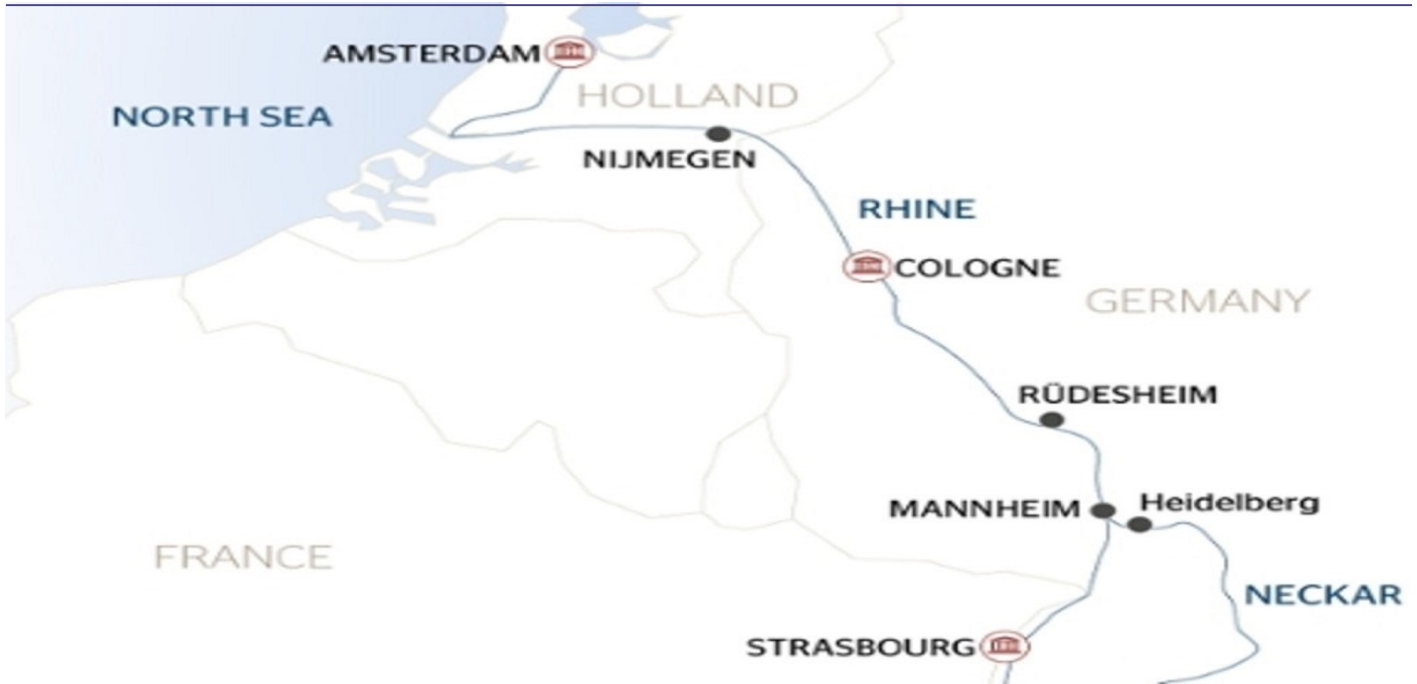 AMSTERDAM
HOLLAND
NORTH SEA
NIJMEGEN
RHINE
COLOGNE
GERMANY
RÜDESHEIM
MANNHEIM
Heidelberg
FRANCE
NECKAR
STRASBOURG